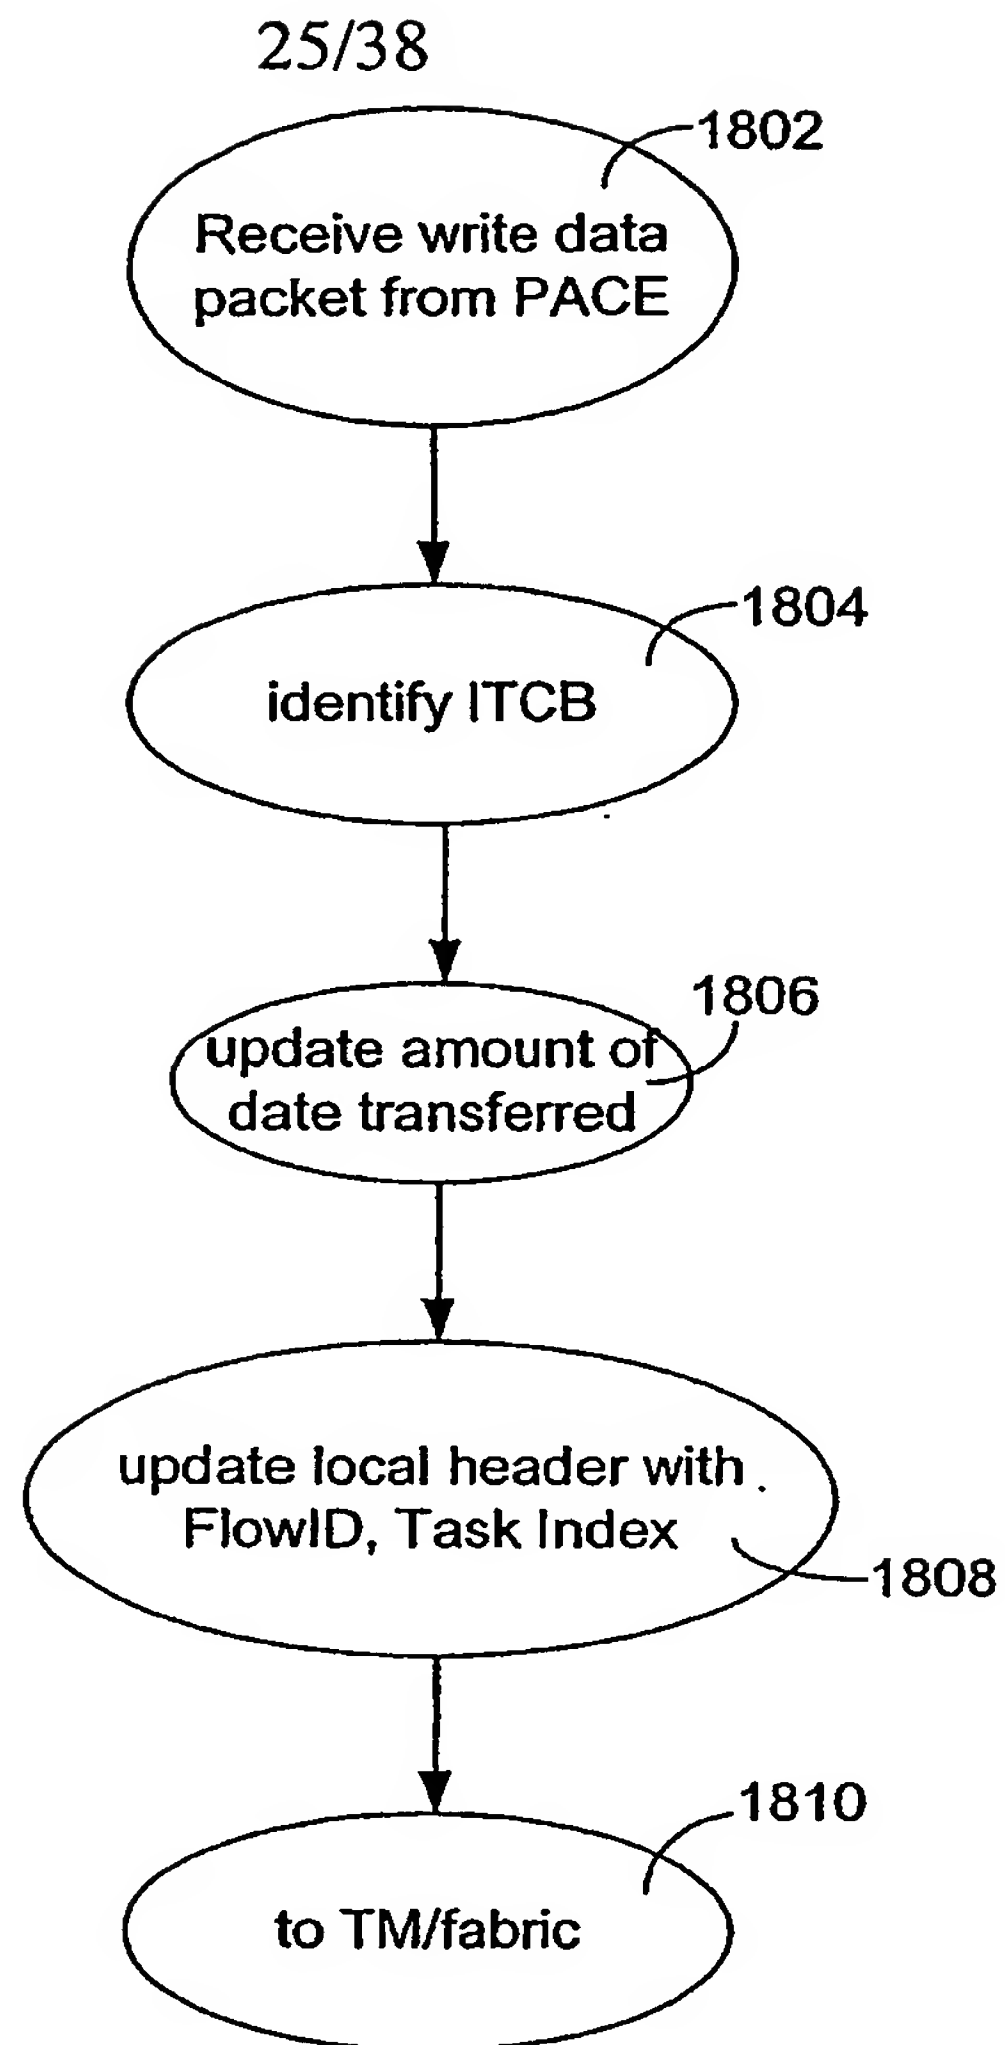 25/38
1802
Receive write data
packet from PACE
1804
identify ITCB
1806
update amount of
date transferred
update local header with
FlowID, Task Index
1808
1810
to TM/fabric